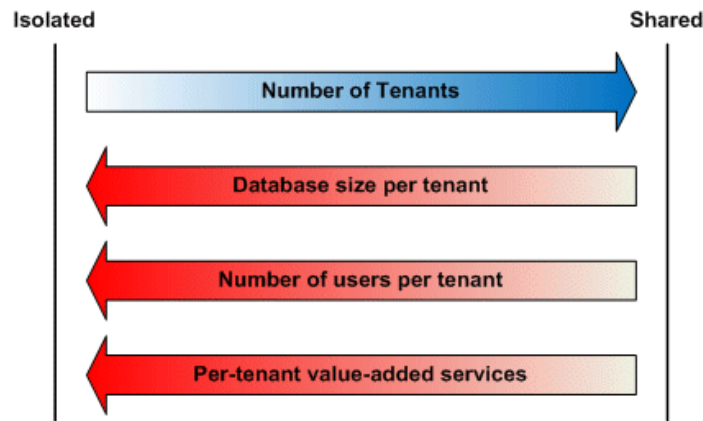 Isolated
Shared
Number of Tenants
Database size per tenant
Number of users per tenant
Per-tenant value-added services